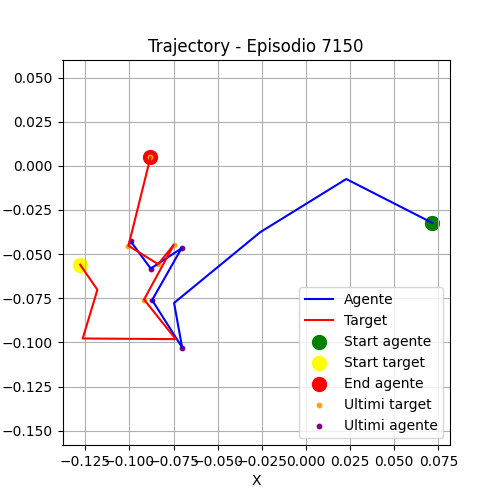 Trajectory - Episodio 7150
0.050
0.025
0.000
−0.025
−0.050
−0.075
−0.100
−0.125
−0.150
−0.125−0.100−0.075−0.050−0.025 0.000 0.025 0.050 0.075
X
Agente
Target
Start agente
Start target
End agente
Ultimi target
Ultimi agente